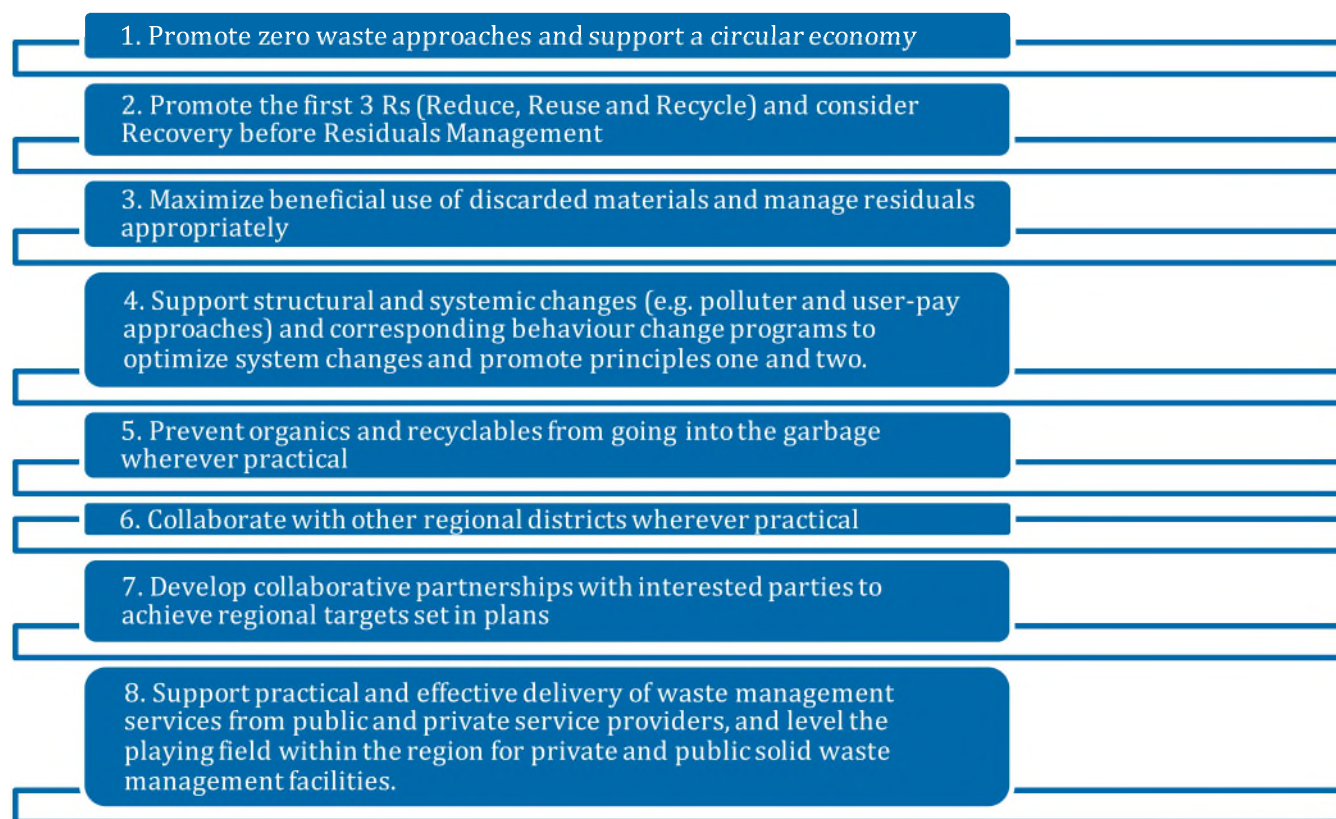 1. Promote zero waste approaches and support a circular economy
2. Promote the first 3 Rs (Reduce, Reuse and Recycle) and consider
Recovery before Residuals Management
3. Maximize beneficial use of discarded materials and manage residuals
appropriately
4. Support structural and systemic changes (e.g. polluter and user-pay
approaches) and corresponding behaviour change programs to
optimize system changes and promote principles one and two.
5. Prevent organics and recyclables from going into the garbage
wherever practical
6. Collaborate with other regional districts wherever practical
7. Develop collaborative partnerships with interested parties to
achieve regional targets set in plans
8. Support practical and effective delivery of waste management
services from public and private service providers, and level the
playing field within the region for private and public solid waste
management facilities.